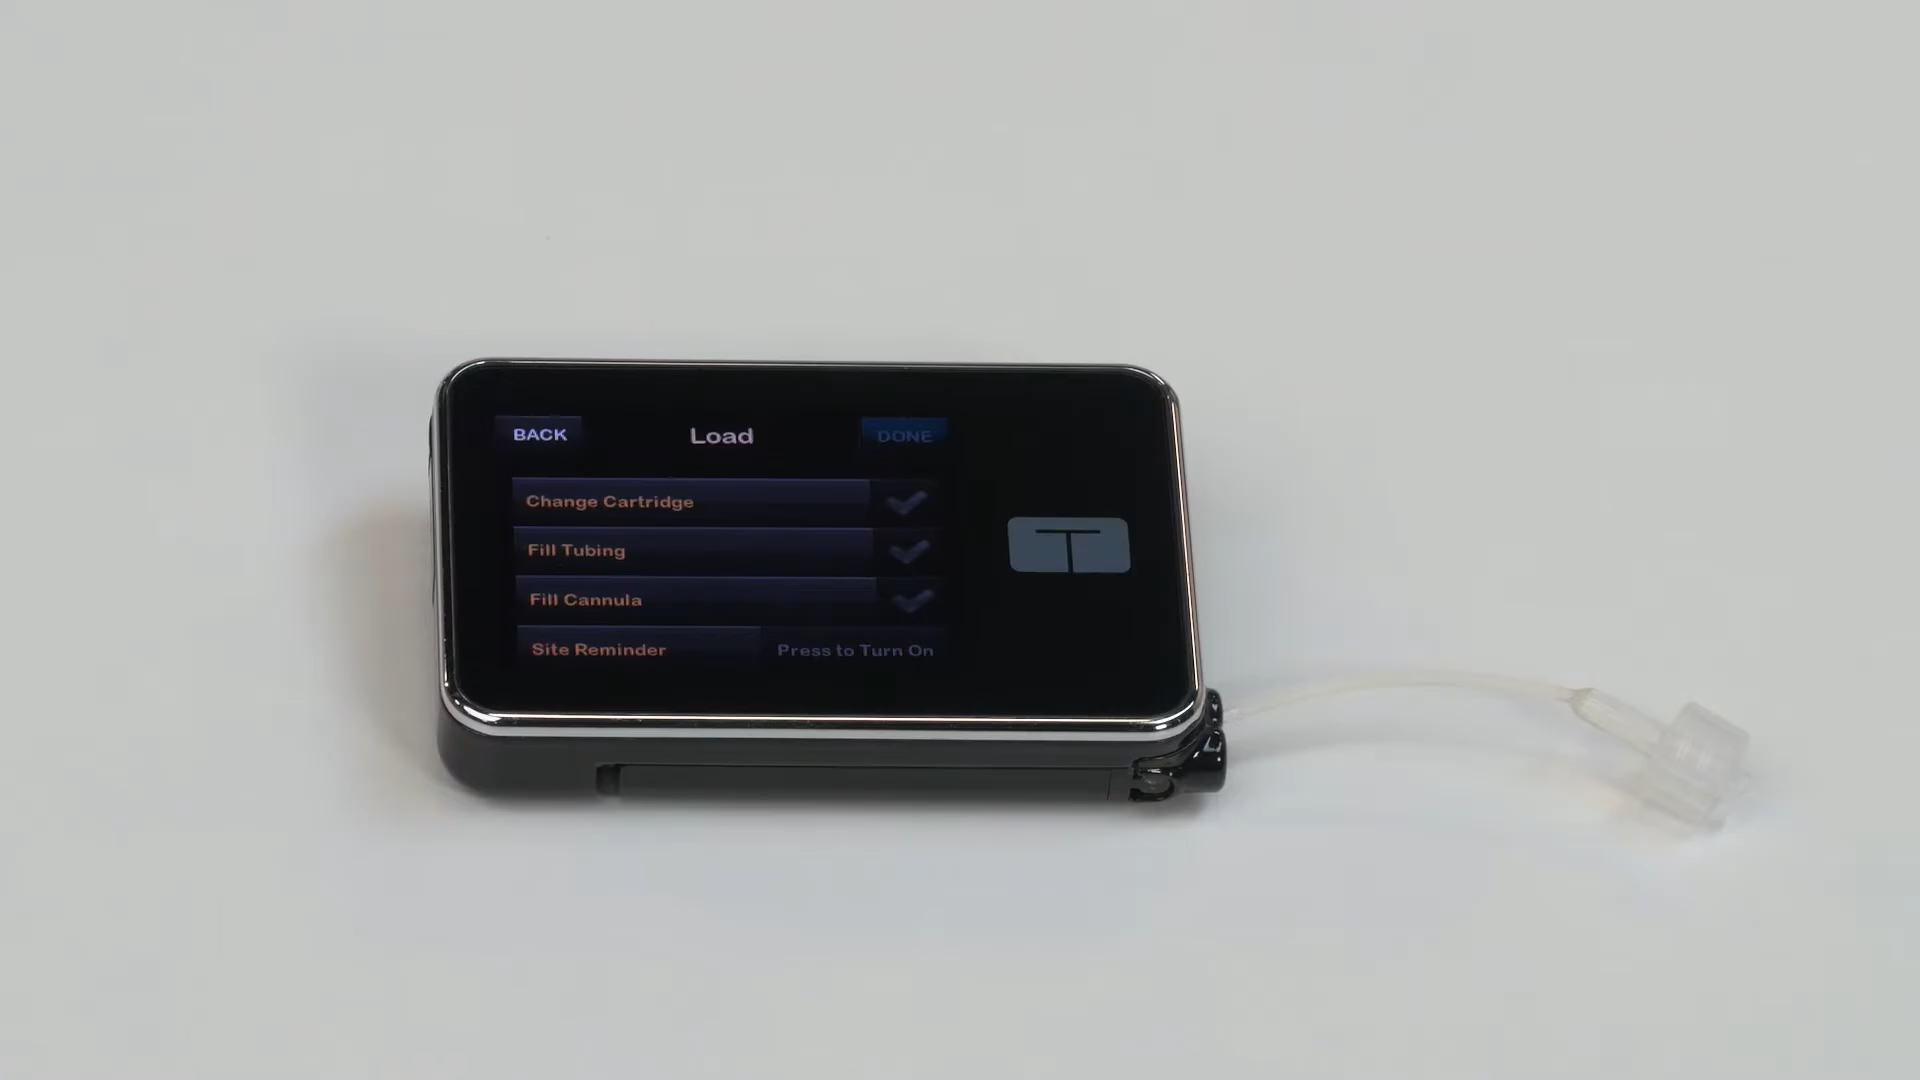 BACK Load DONE
Change Cartridge
Fill Tubing
Fill Cannula
Site Reminder Press to Turn On